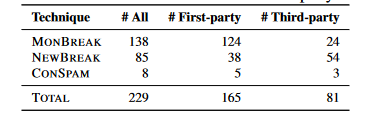 Technique # All # First-party # Third-party
MONBREAK 138 124 24
NEWBREAK 85 38 54
CONSPAM 8 5 3
TOTAL 229 165 81